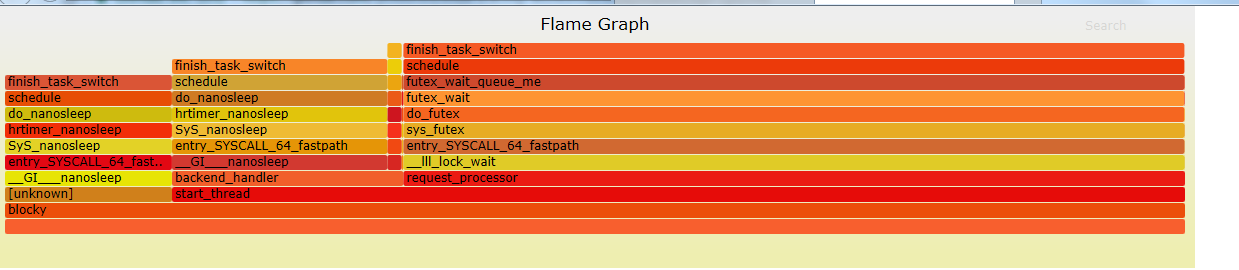 Flame Graph
Search
finish_task_switch
finish_task_switch schedule
finish_task_switch schedule futex_wait_queue_me
schedule do_nanosleep futex_wait
do_nanosleep hrtimer_nanosleep do_futex
hrtimer_nanosleep SyS_nanosleep sys_futex
SyS_nanosleep entry_SYSCALL_64_fastpath entry_SYSCALL_64_fastpath
entry_SYSCALL_64_fast.. __GI___nanosleep __lll_lock_wait
__GI___nanosleep backend_handler request_processor
[unknown] start_thread
blocky